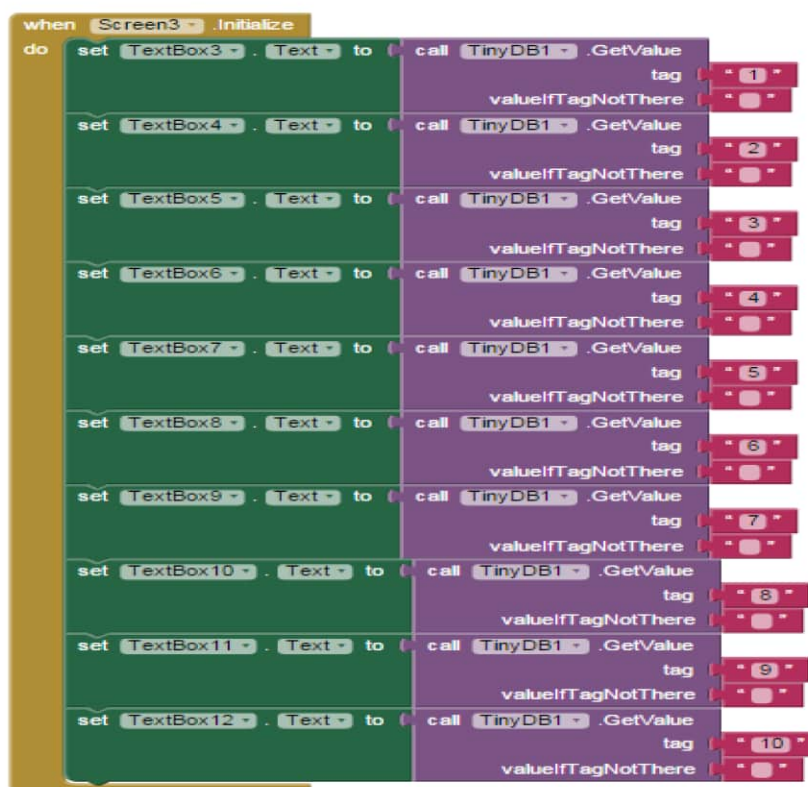 when Screen3 .Initialize
do set TextBox3 . Text to call TinyDB1 .GetValue
tag " 1 "
valueIfTagNotThere " "
set TextBox4 . Text to call TinyDB1 .GetValue
tag " 2 "
valueIfTagNotThere " "
set TextBox5 . Text to call TinyDB1 .GetValue
tag " 3 "
valueIfTagNotThere " "
set TextBox6 . Text to call TinyDB1 .GetValue
tag " 4 "
valueIfTagNotThere " "
set TextBox7 . Text to call TinyDB1 .GetValue
tag " 5 "
valueIfTagNotThere " "
set TextBox8 . Text to call TinyDB1 .GetValue
tag " 6 "
valueIfTagNotThere " "
set TextBox9 . Text to call TinyDB1 .GetValue
tag " 7 "
valueIfTagNotThere " "
set TextBox10 . Text to call TinyDB1 .GetValue
tag " 8 "
valueIfTagNotThere " "
set TextBox11 . Text to call TinyDB1 .GetValue
tag " 9 "
valueIfTagNotThere " "
set TextBox12 . Text to call TinyDB1 .GetValue
tag " 10 "
valueIfTagNotThere " "